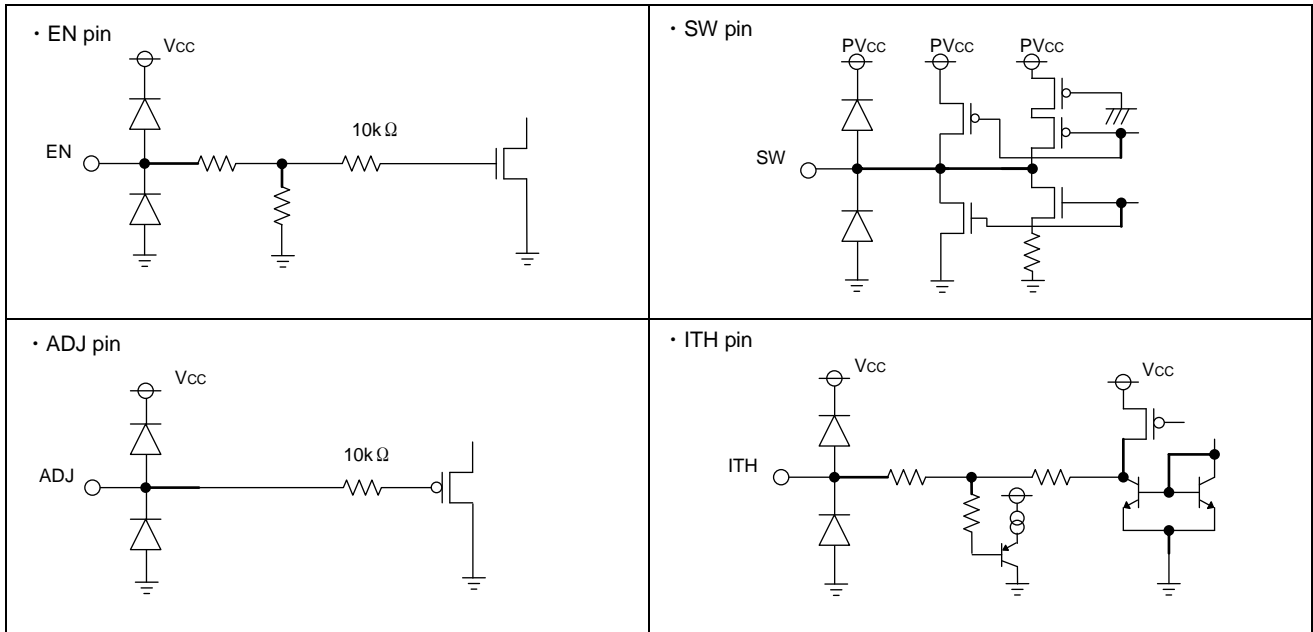 ・EN pin
VCC
10kΩ
EN
・SW pin
PVCC PVCC PVCC
SW
・ADJ pin
VCC
10kΩ
ADJ
・ITH pin
VCC
VCC
ITH